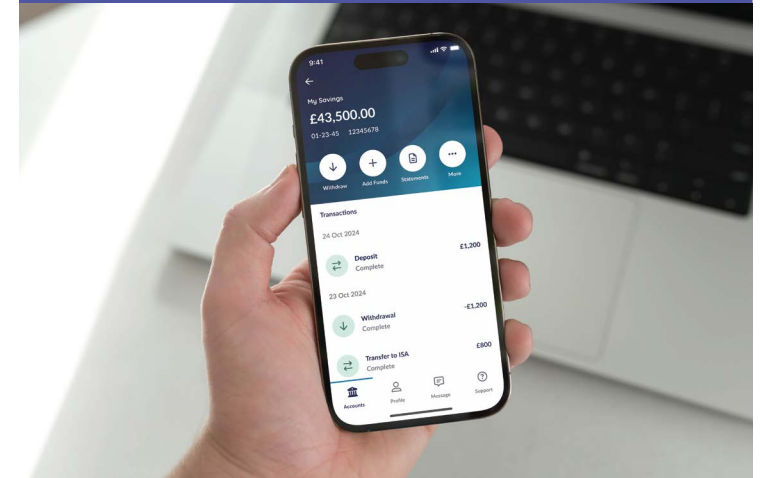 9:41
My Savings
£43,500.00
01-23-45 12345678
Withdraw Add Funds Statements More
Transactions
24 Oct 2024
Deposit £1,200
Complete
23 Oct 2024
Withdrawal -£1,200
Complete
Transfer to ISA £800
Complete
Accounts Profile Message Support